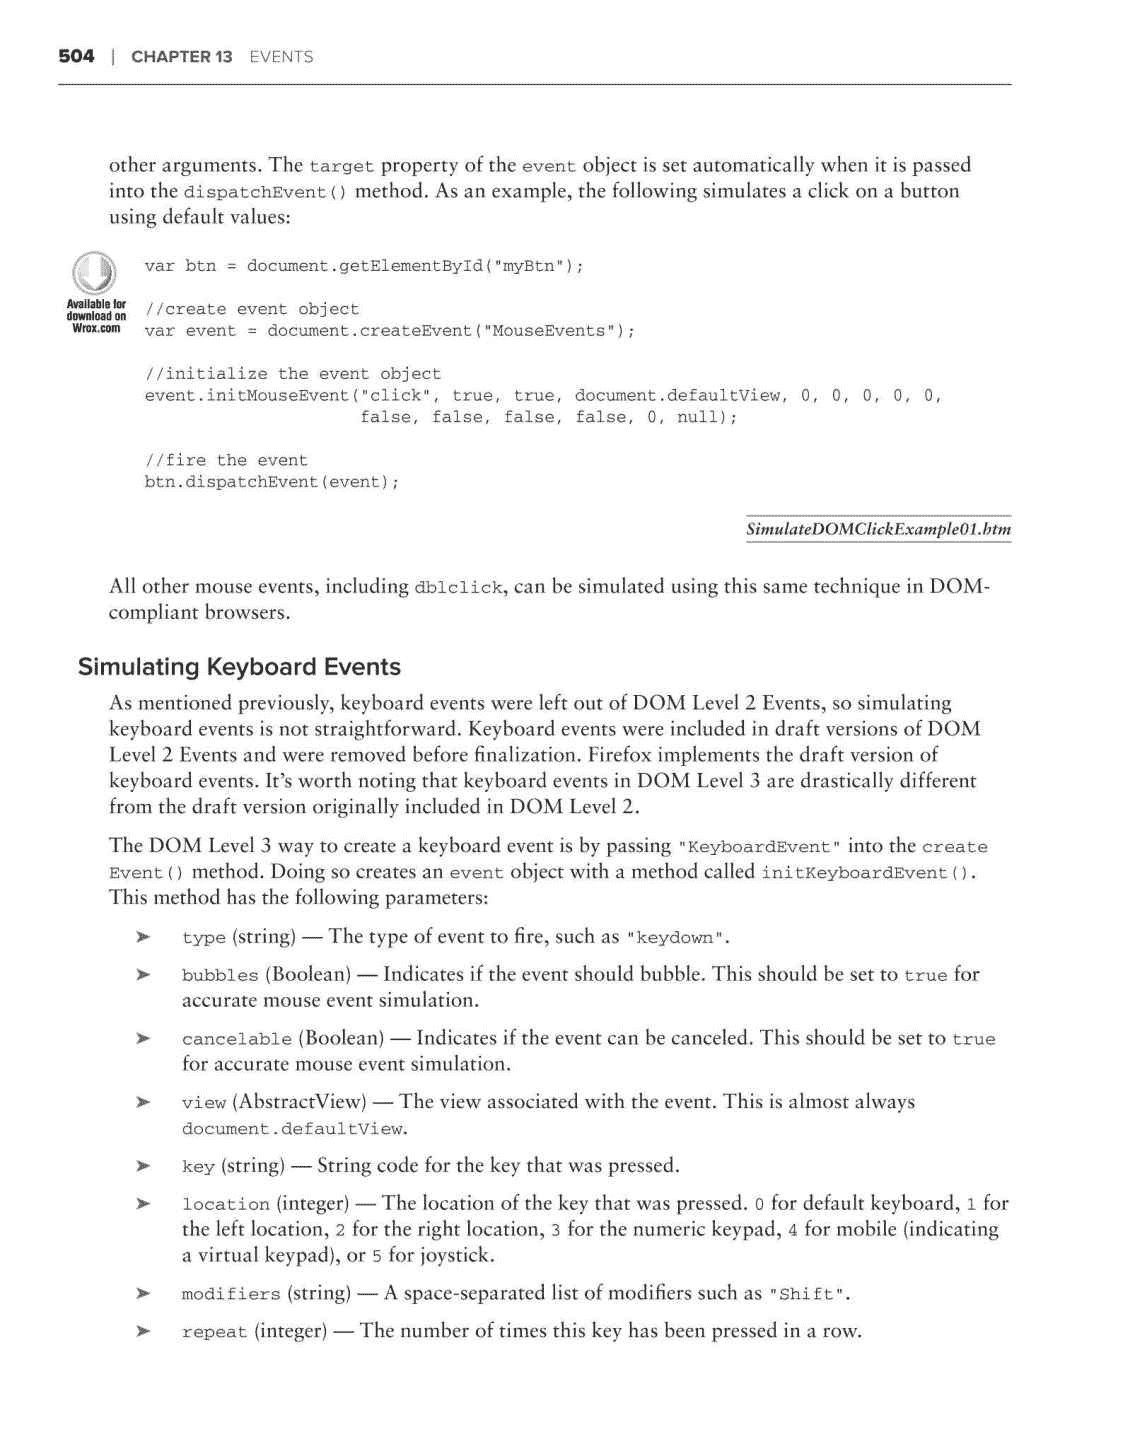 504 | CHAPTER 13 EVENTS
other arguments. The target property of the event object is set automatically when it is passed
into the dispatchEvent() method. As an example, the following simulates a click on a button
using default values:
var btn = document.getElementById("myBtn");
Available for
download on
Wrox.com
//create event object
var event = document.createEvent("MouseEvents");
//initialize the event object
event.initMouseEvent("click", true, true, document.defaultView, 0, 0, 0, 0, 0,
false, false, false, false, 0, null);
//fire the event
btn.dispatchEvent(event);
SimulateDOMClickExample01.htm
All other mouse events, including dblclick, can be simulated using this same technique in DOM-
compliant browsers.
Simulating Keyboard Events
As mentioned previously, keyboard events were left out of DOM Level 2 Events, so simulating
keyboard events is not straightforward. Keyboard events were included in draft versions of DOM
Level 2 Events and were removed before finalization. Firefox implements the draft version of
keyboard events. It's worth noting that keyboard events in DOM Level 3 are drastically different
from the draft version originally included in DOM Level 2.
The DOM Level 3 way to create a keyboard event is by passing "KeyboardEvent" into the create
Event() method. Doing so creates an event object with a method called initKeyboardEvent().
This method has the following parameters:
➤ type (string) — The type of event to fire, such as "keydown".
➤ bubbles (Boolean) — Indicates if the event should bubble. This should be set to true for
accurate mouse event simulation.
➤ cancelable (Boolean) — Indicates if the event can be canceled. This should be set to true
for accurate mouse event simulation.
➤ view (AbstractView) — The view associated with the event. This is almost always
document.defaultView.
➤ key (string) — String code for the key that was pressed.
➤ location (integer) — The location of the key that was pressed. 0 for default keyboard, 1 for
the left location, 2 for the right location, 3 for the numeric keypad, 4 for mobile (indicating
a virtual keypad), or 5 for joystick.
➤ modifiers (string) — A space-separated list of modifiers such as "Shift".
➤ repeat (integer) — The number of times this key has been pressed in a row.